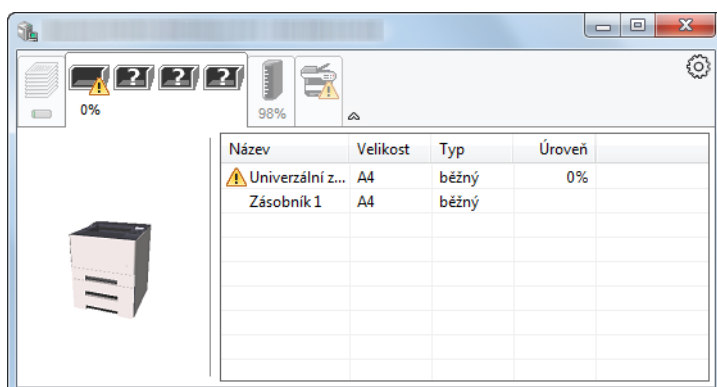 ? ? ?
0%
98%
Název Velikost Typ Úroveň
Univerzální z... A4 běžný 0%
Zásobník 1 A4 běžný